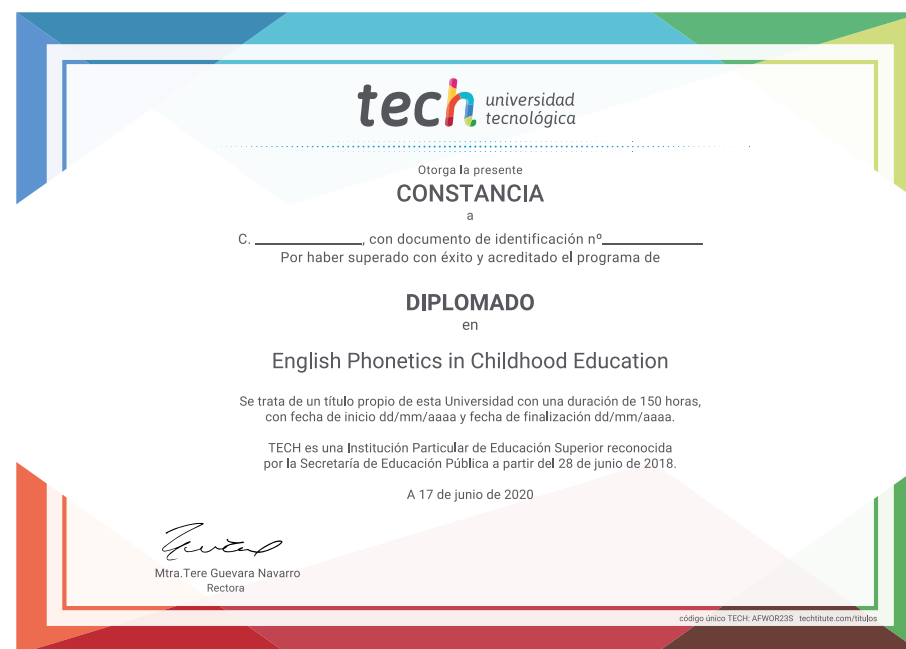 tech universidad
tecnológica
Otorga la presente
CONSTANCIA
a
C. ______________, con documento de identificación nº_____________
Por haber superado con éxito y acreditado el programa de
DIPLOMADO
en
English Phonetics in Childhood Education
Se trata de un título propio de esta Universidad con una duración de 150 horas,
con fecha de inicio dd/mm/aaaa y fecha de finalización dd/mm/aaaa.
TECH es una Institución Particular de Educación Superior reconocida
por la Secretaría de Educación Pública a partir del 28 de junio de 2018.
A 17 de junio de 2020
Mtra.Tere Guevara Navarro
Rectora
código único TECH: AFWOR23S techtitute.com/titulos